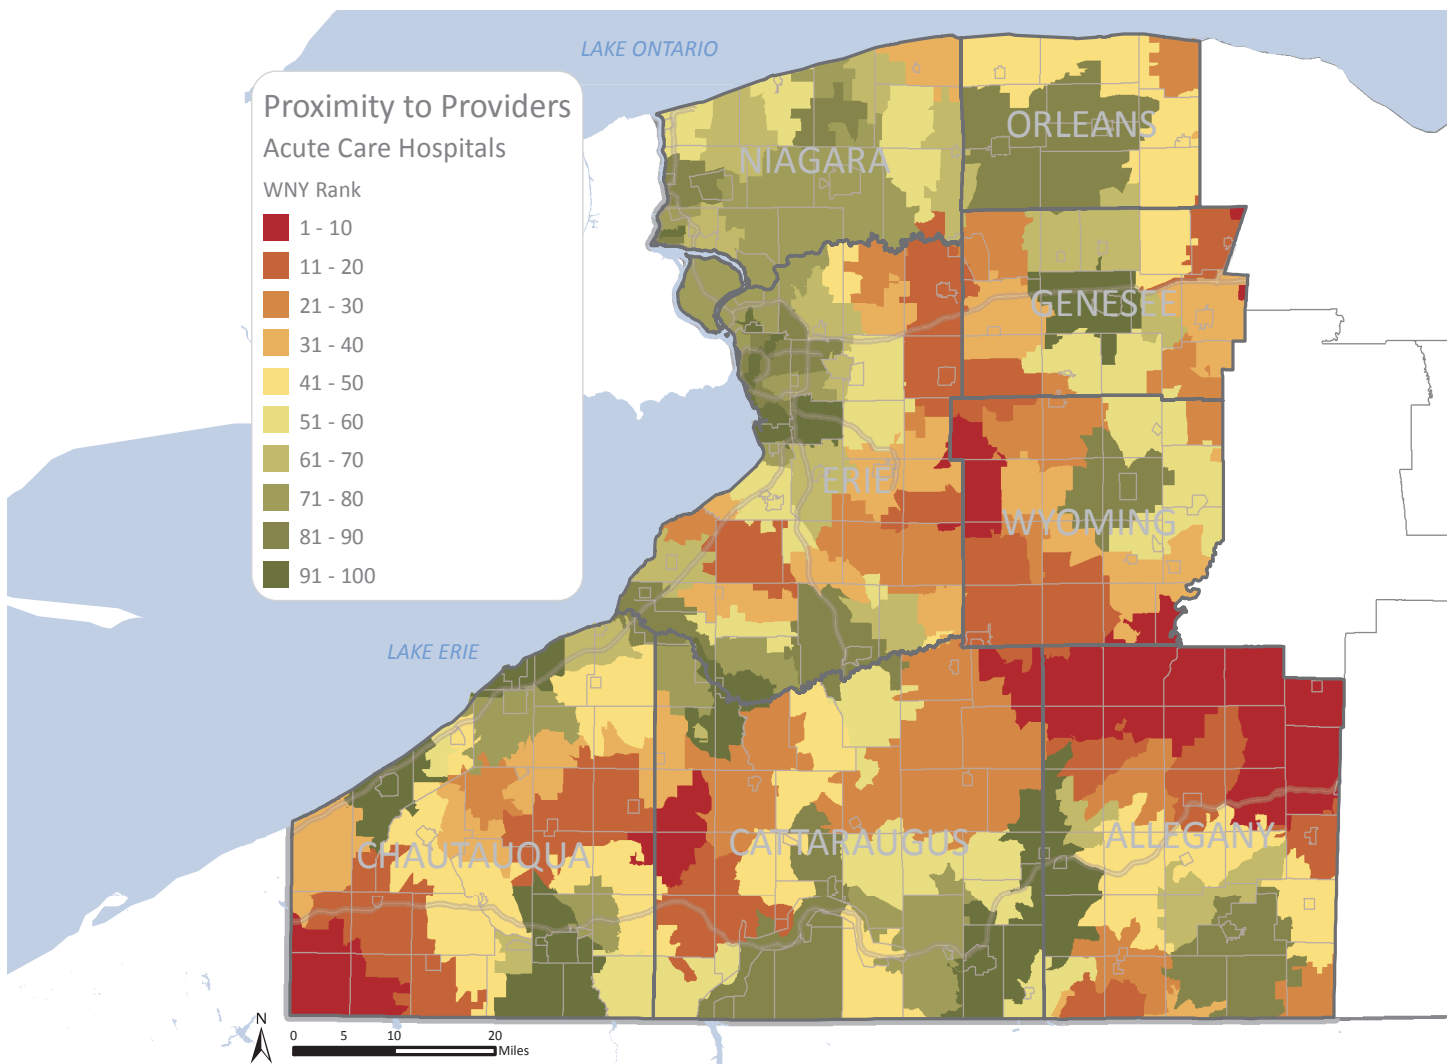 LAKE ONTARIO
Proximity to Providers
Acute Care Hospitals
WNY Rank
1 - 10
11 - 20
21 - 30
31 - 40
41 - 50
51 - 60
61 - 70
71 - 80
81 - 90
91 - 100
ORLEANS
NIAGARA
GENESEE
ERIE
WYOMING
LAKE ERIE
CHAUTAUQUA
CATTARAUGUS
ALLEGANY
N
0 5 10 20
Miles